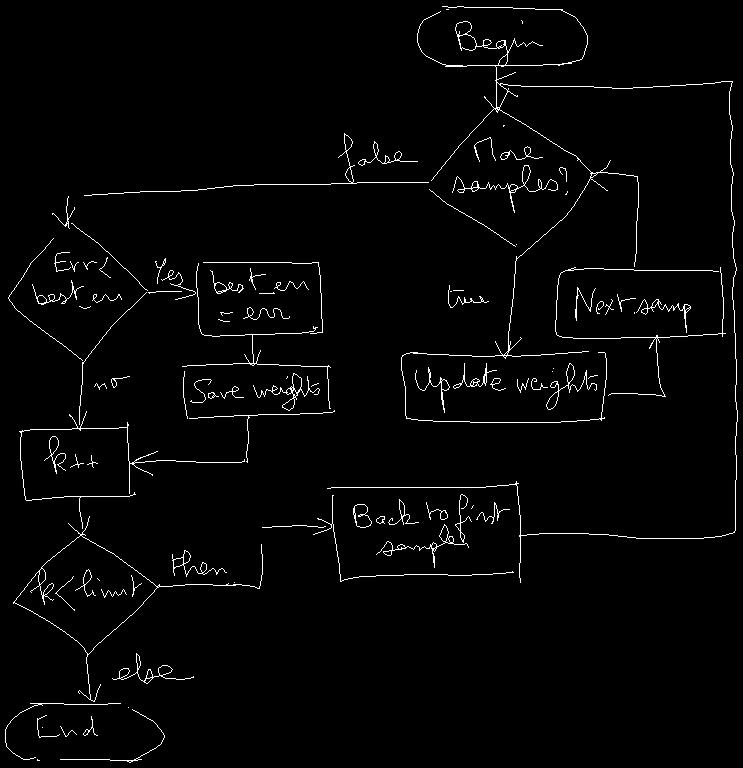 Begin
More
samples?
false
true
Update weights
Next samp
Err<
best_err
Yes
best_err
= err
Save weights
no
k++
k<limit
then
Back to first
sample
else
End